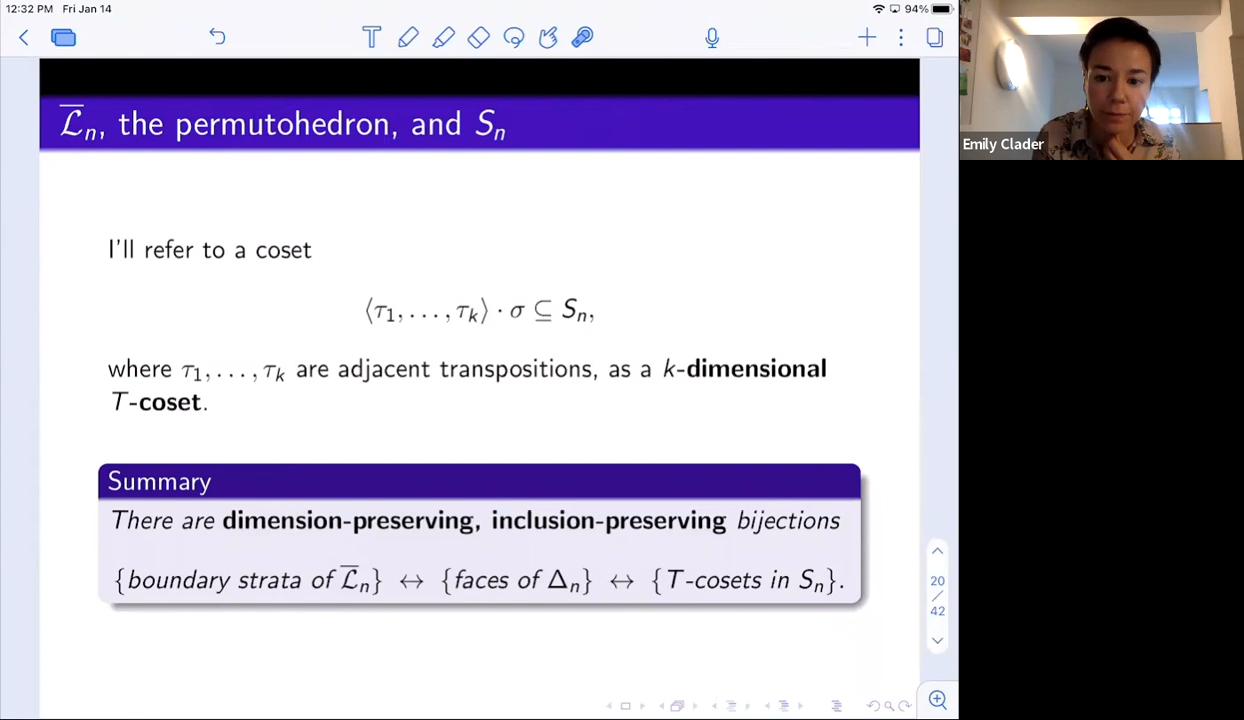 12:32 PM Fri Jan 14
94%
Emily Clader
\overline{ℒ}ₙ, the permutohedron, and Sₙ
I'll refer to a coset
⟨τ₁, . . . , τₖ⟩ · σ ⊆ Sₙ,
where τ₁, . . . , τₖ are adjacent transpositions, as a k-dimensional
T-coset.
Summary
There are dimension-preserving, inclusion-preserving bijections
{boundary strata of \overline{ℒ}ₙ} ↔ {faces of Δₙ} ↔ {T-cosets in Sₙ}.
20
/
42